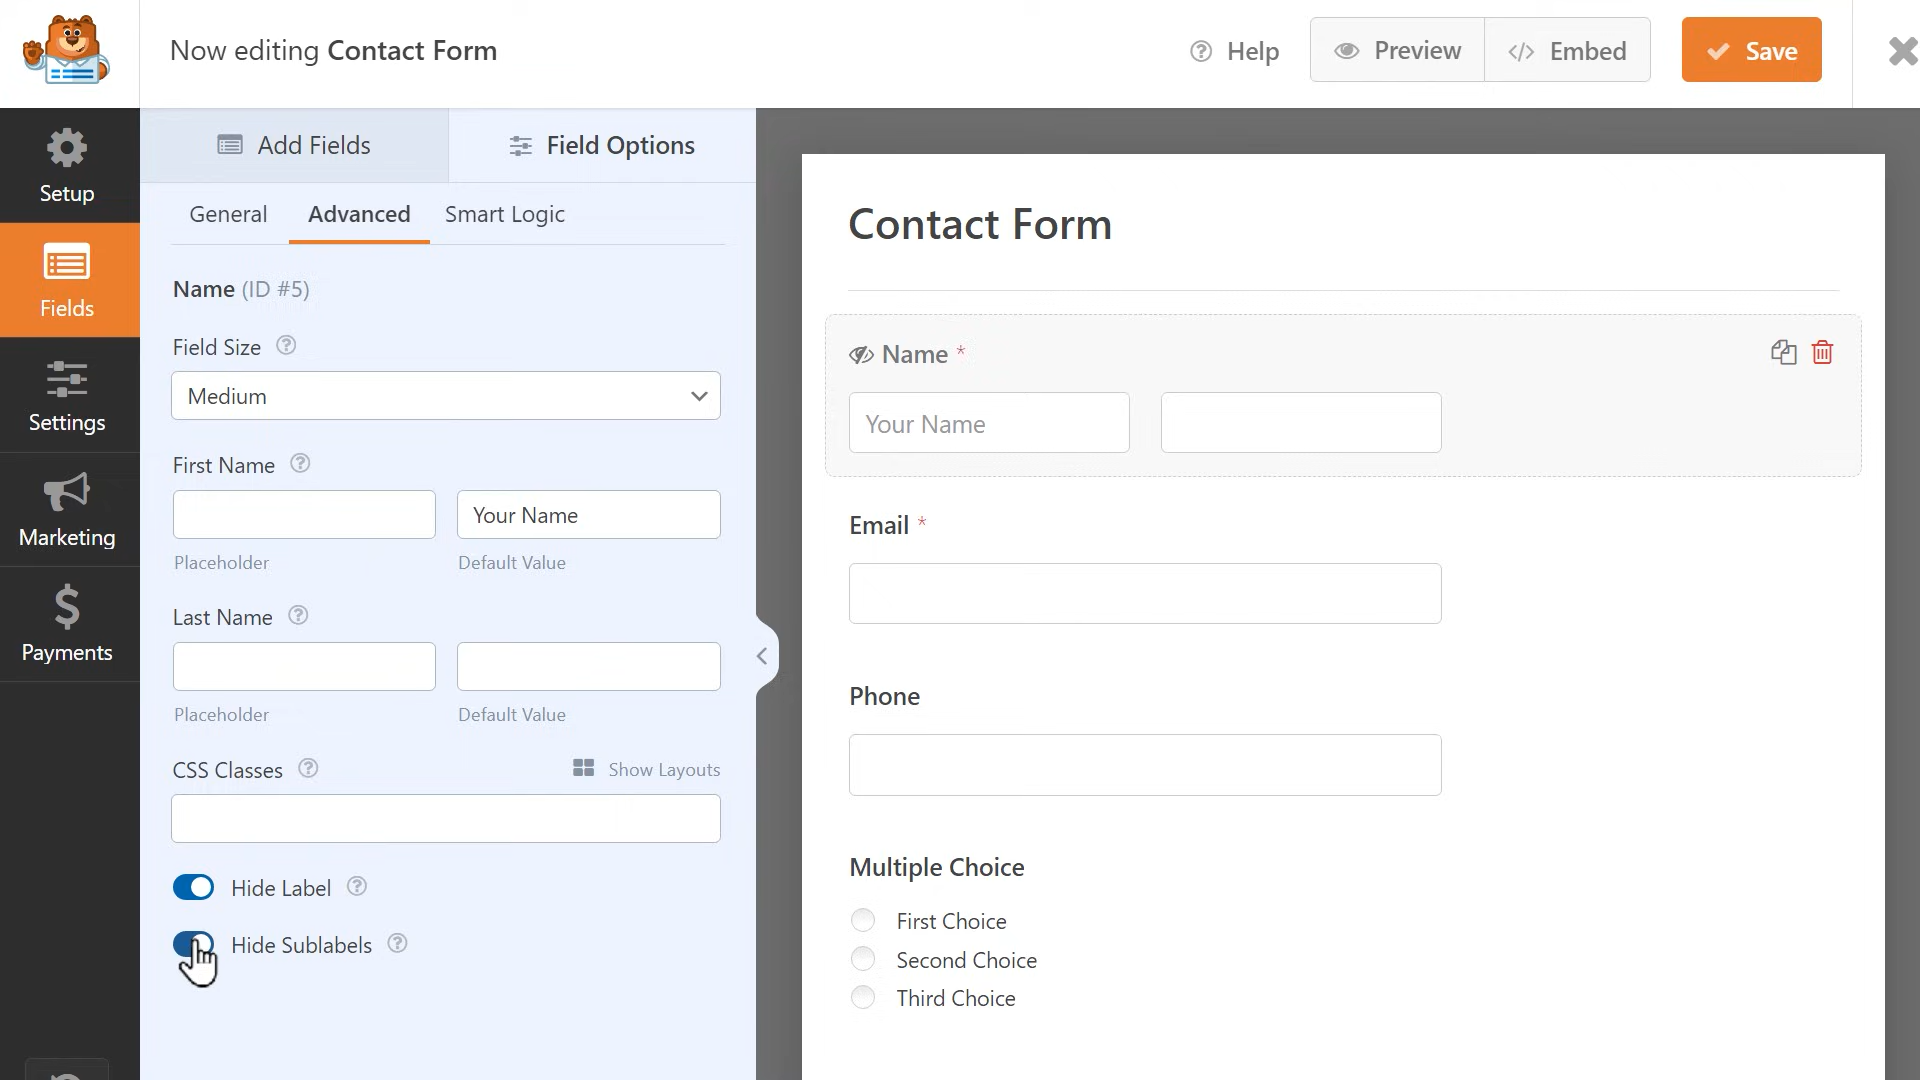 Now editing Contact Form
Help
Preview
Embed
Save
Setup
Fields
Settings
Marketing
Payments
Add Fields
Field Options
General
Advanced
Smart Logic
Name (ID #5)
Field Size
Medium
First Name
Your Name
Placeholder
Default Value
Last Name
Placeholder
Default Value
CSS Classes
Show Layouts
Hide Label
Hide Sublabels
Contact Form
Name *
Your Name
Email *
Phone
Multiple Choice
First Choice
Second Choice
Third Choice